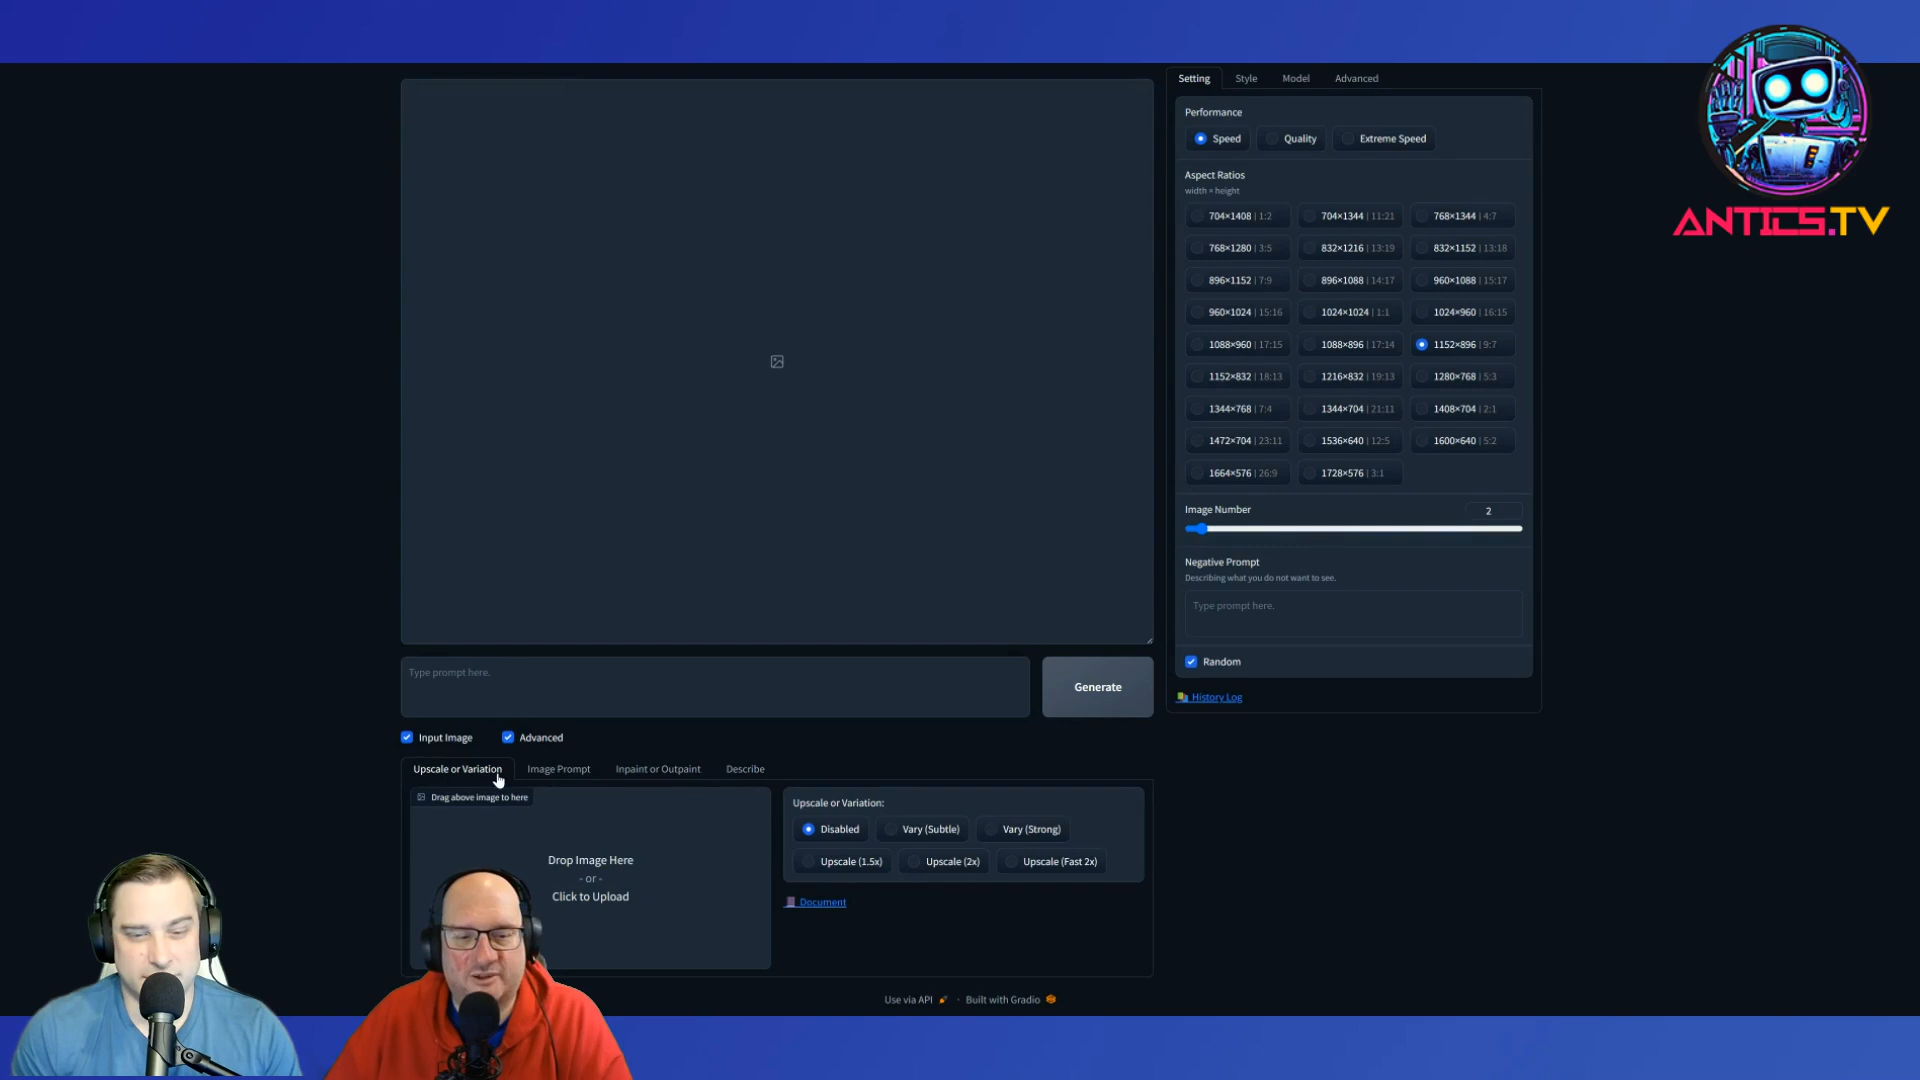 Setting Style Model Advanced
Performance
Speed Quality Extreme Speed
Aspect Ratios
width × height
704×1408 | 1:2 704×1344 | 11:21 768×1344 | 4:7
768×1280 | 3:5 832×1216 | 13:19 832×1152 | 13:18
896×1152 | 7:9 896×1088 | 14:17 960×1088 | 15:17
960×1024 | 15:16 1024×1024 | 1:1 1024×960 | 16:15
1088×960 | 17:15 1088×896 | 17:14 1152×896 | 9:7
1152×832 | 18:13 1216×832 | 19:13 1280×768 | 5:3
1344×768 | 7:4 1344×704 | 21:11 1408×704 | 2:1
1472×704 | 23:11 1536×640 | 12:5 1600×640 | 5:2
1664×576 | 26:9 1728×576 | 3:1
Image Number 2
Negative Prompt
Describing what you do not want to see.
Type prompt here.
Random
History Log
ANTICS.TV
Type prompt here.
Generate
Input Image Advanced
Upscale or Variation Image Prompt Inpaint or Outpaint Describe
Drag above image to here
Drop Image Here
- or -
Click to Upload
Upscale or Variation:
Disabled Vary (Subtle) Vary (Strong)
Upscale (1.5x) Upscale (2x) Upscale (Fast 2x)
Document
Use via API · Built with Gradio